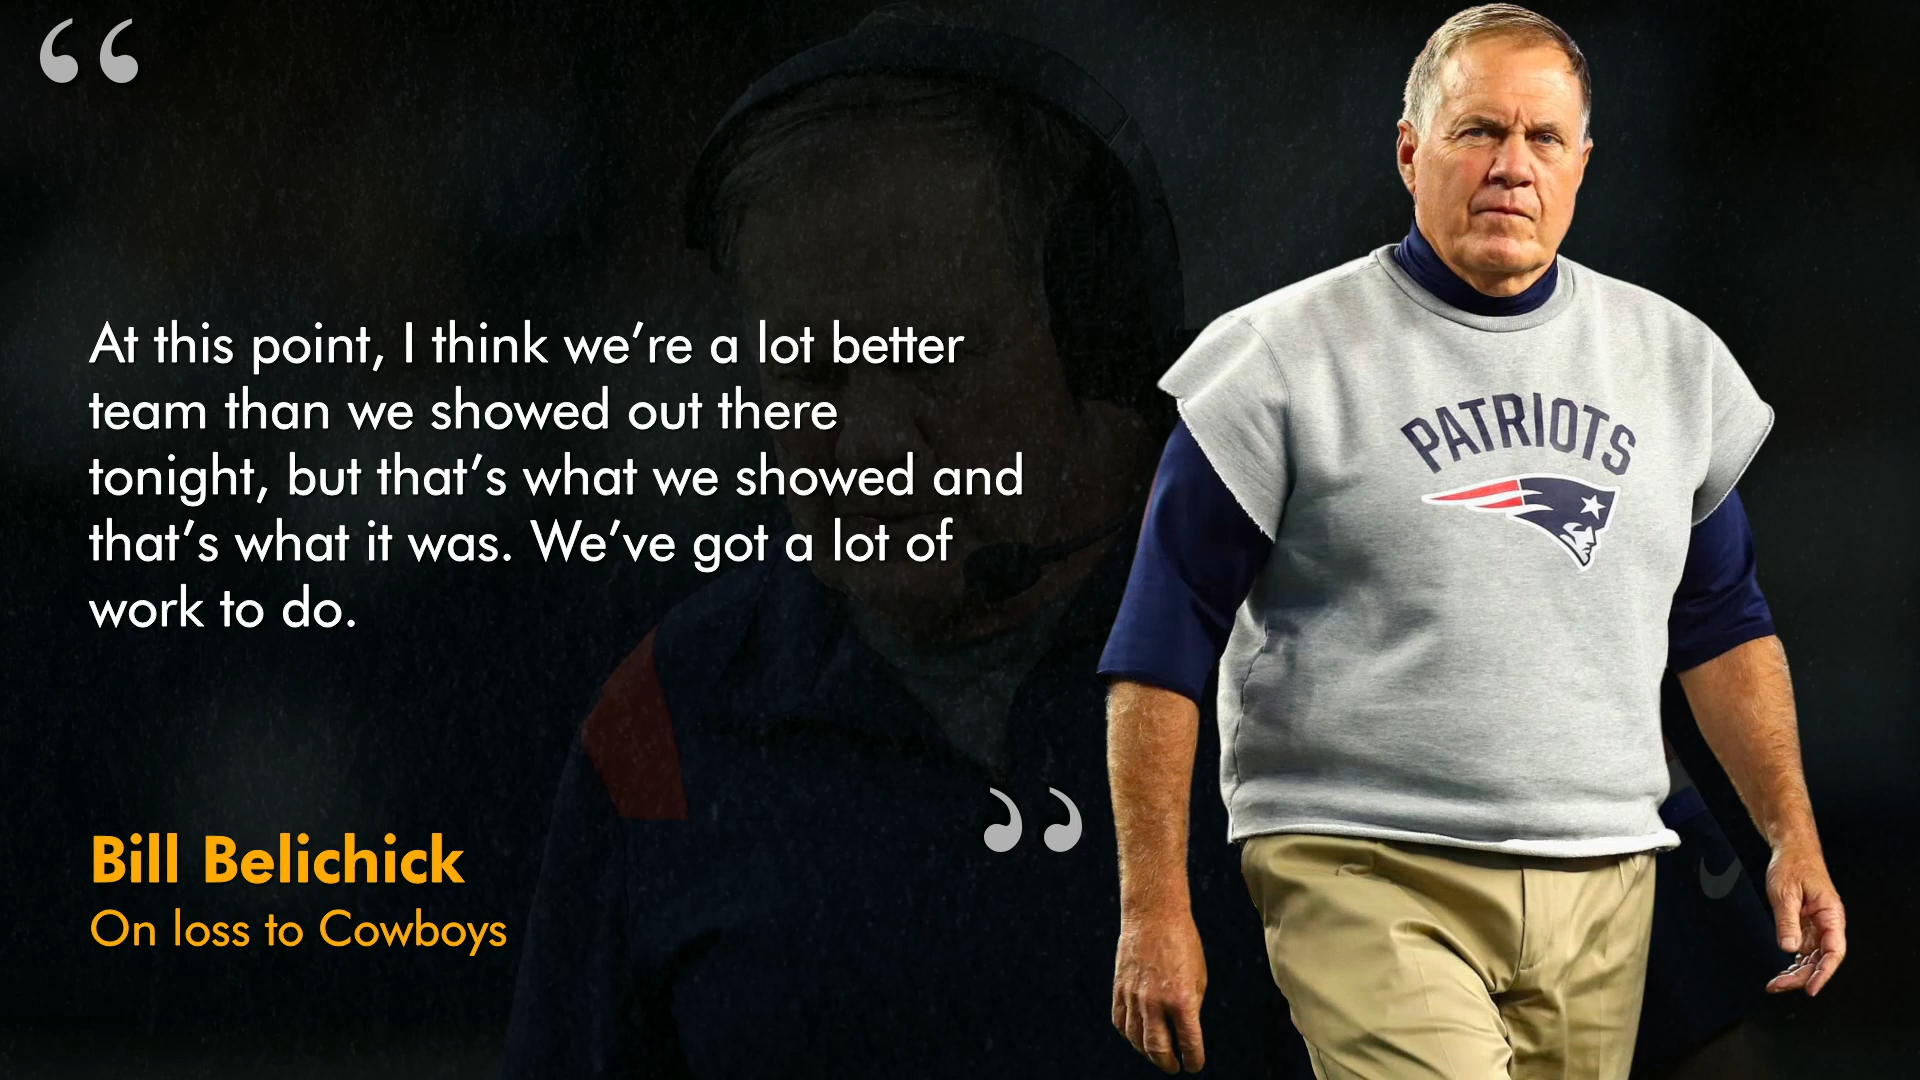 “
At this point, I think we’re a lot better
team than we showed out there
tonight, but that’s what we showed and
that’s what it was. We’ve got a lot of
work to do.
”
Bill Belichick
On loss to Cowboys
PATRIOTS